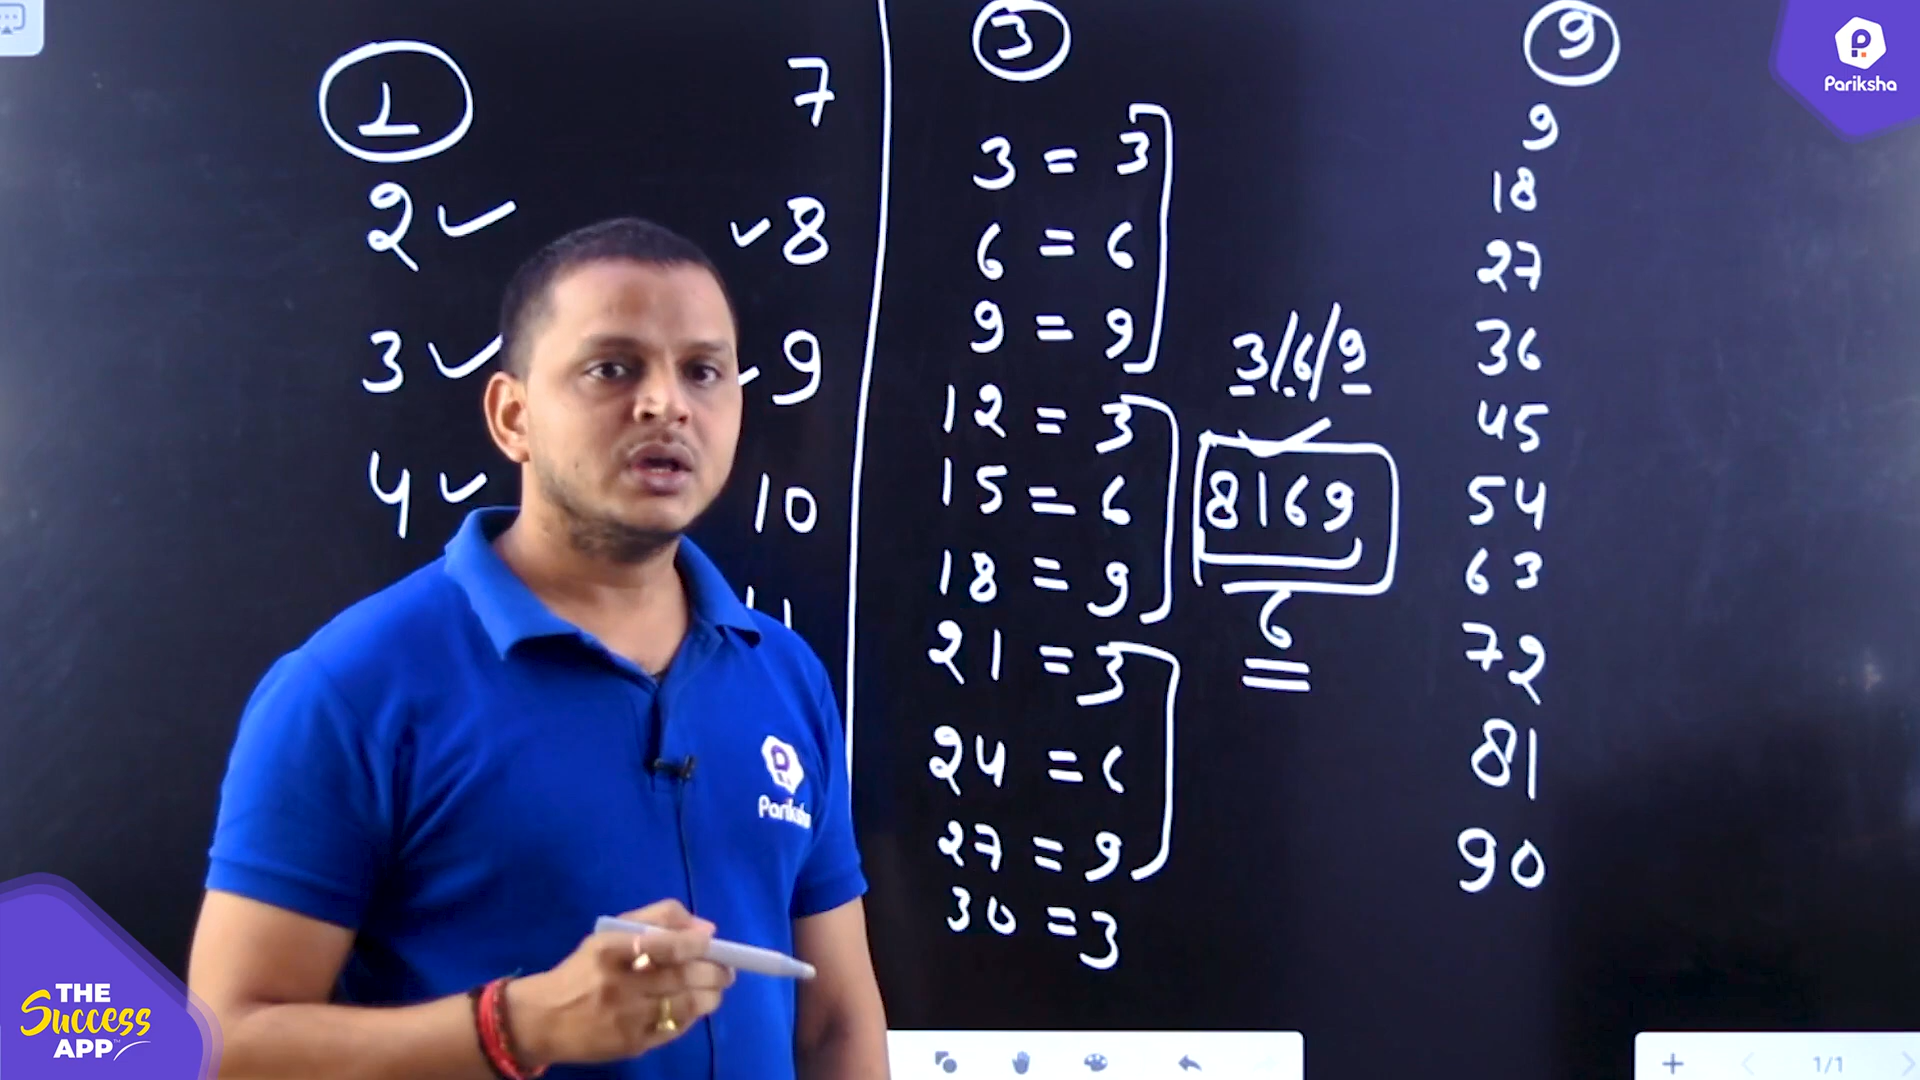 1
7
2 ✓
✓ 8
3 ✓
✓ 9
4 ✓
10
11
3
3 = 3
6 = 6
9 = 9
12 = 3
15 = 6
18 = 9
21 = 3
24 = 6
27 = 9
30 = 3
3/6/9
8169
6
9
9
18
27
36
45
54
63
72
81
90
Pariksha
Pariksha
THE
Success
APP
1/1